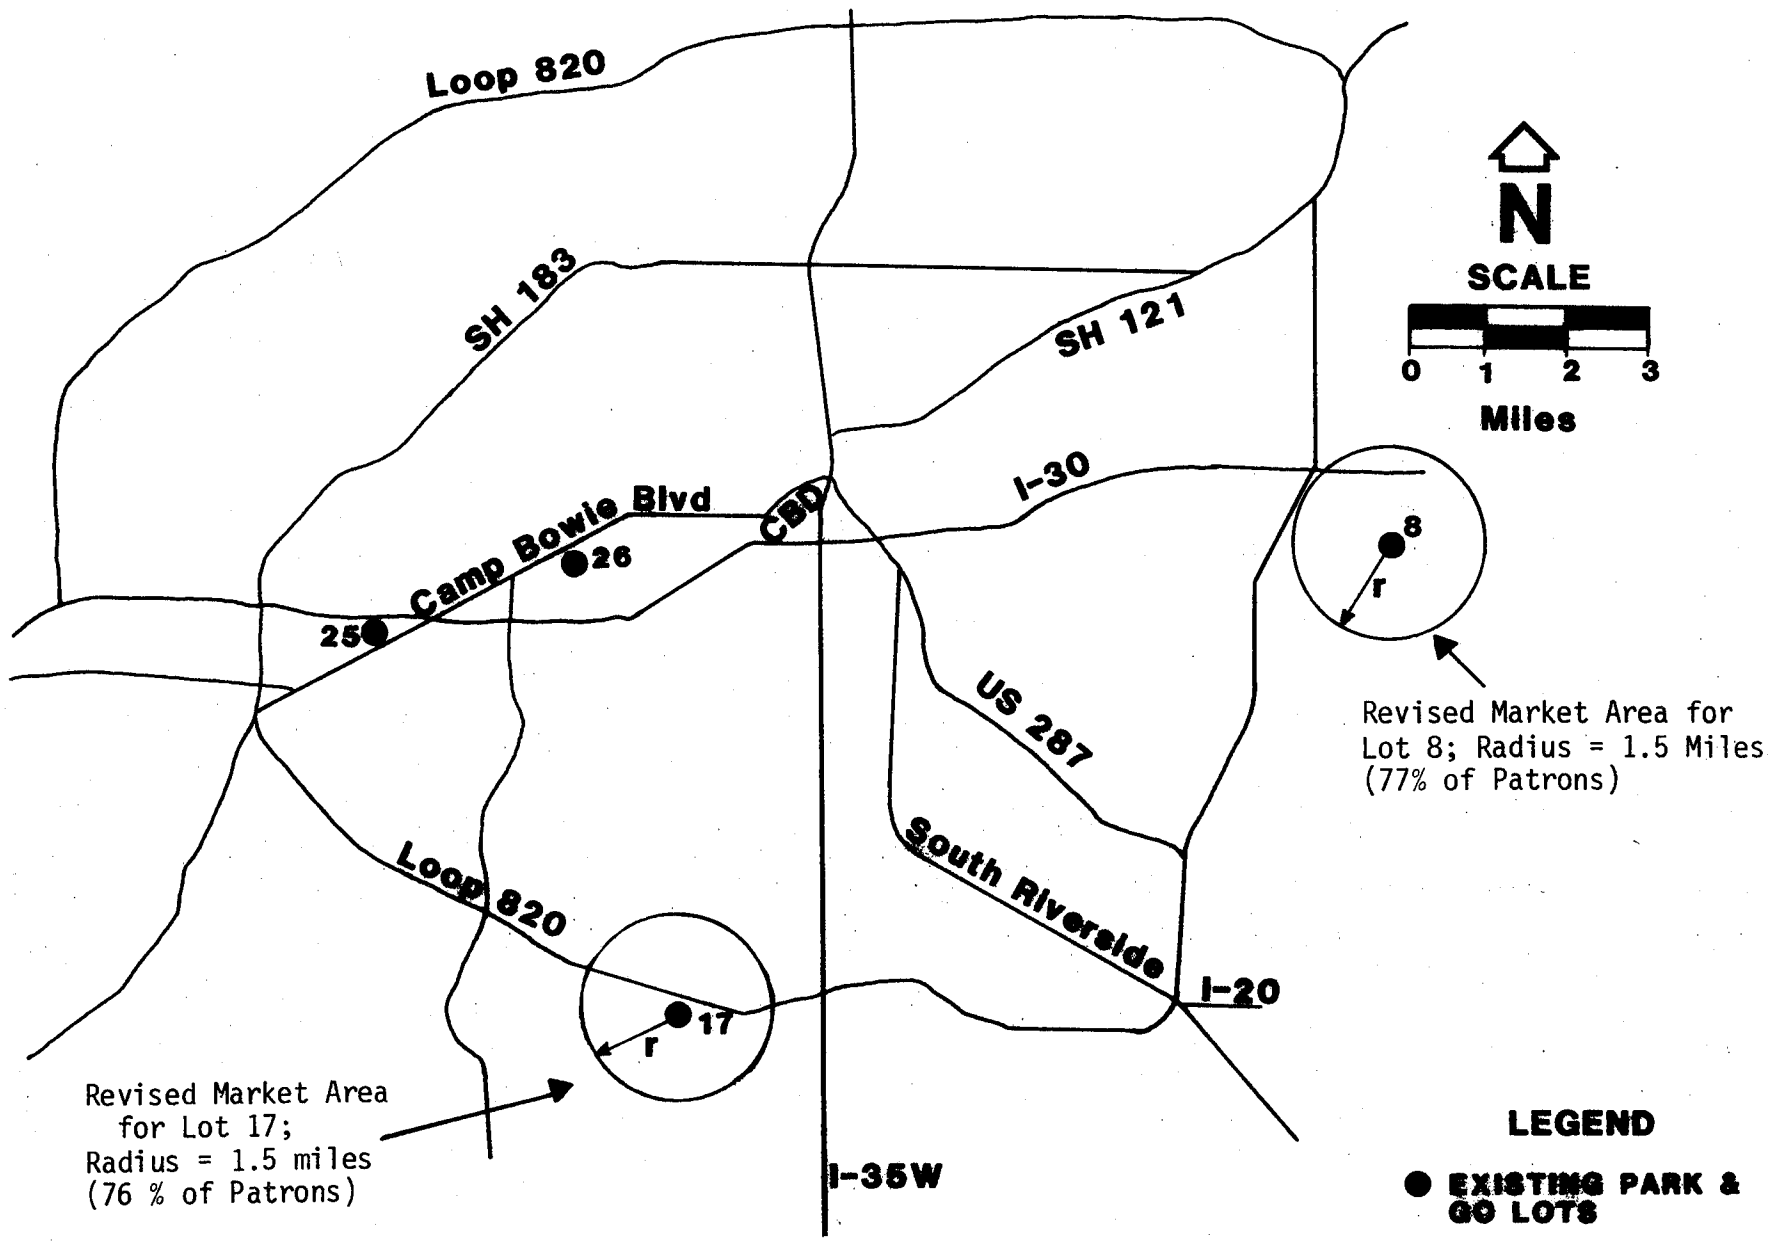 Loop 820
N
SCALE
0 1 2 3
Miles
SH 183
SH 121
I-30
Camp Bowie Blvd
CBD
26
25
8
r
US 287
Revised Market Area for
Lot 8; Radius = 1.5 Miles
(77% of Patrons)
South Riverside
Loop 820
I-20
17
r
Revised Market Area
for Lot 17;
Radius = 1.5 miles
(76 % of Patrons)
I-35W
LEGEND
EXISTING PARK &
GO LOTS